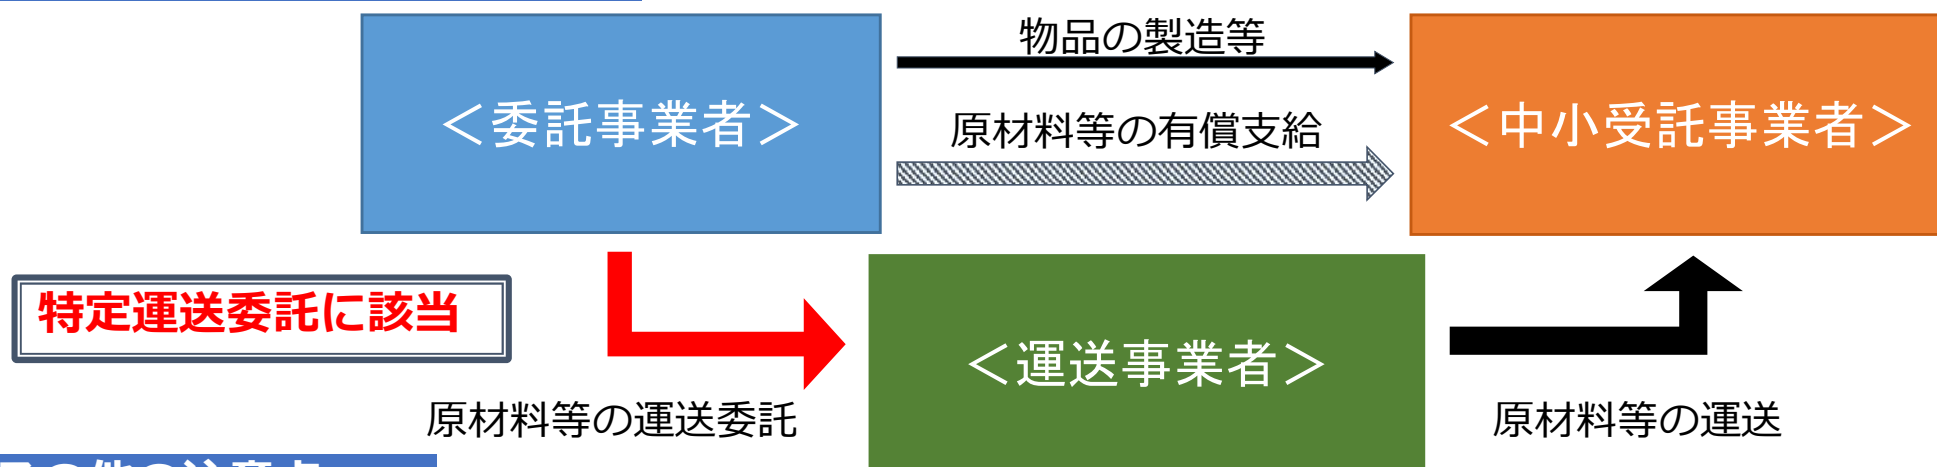 物品の製造等
＜委託事業者＞
原材料等の有償支給
＜中小受託事業者＞
特定運送委託に該当
＜運送事業者＞
原材料等の運送委託
原材料等の運送